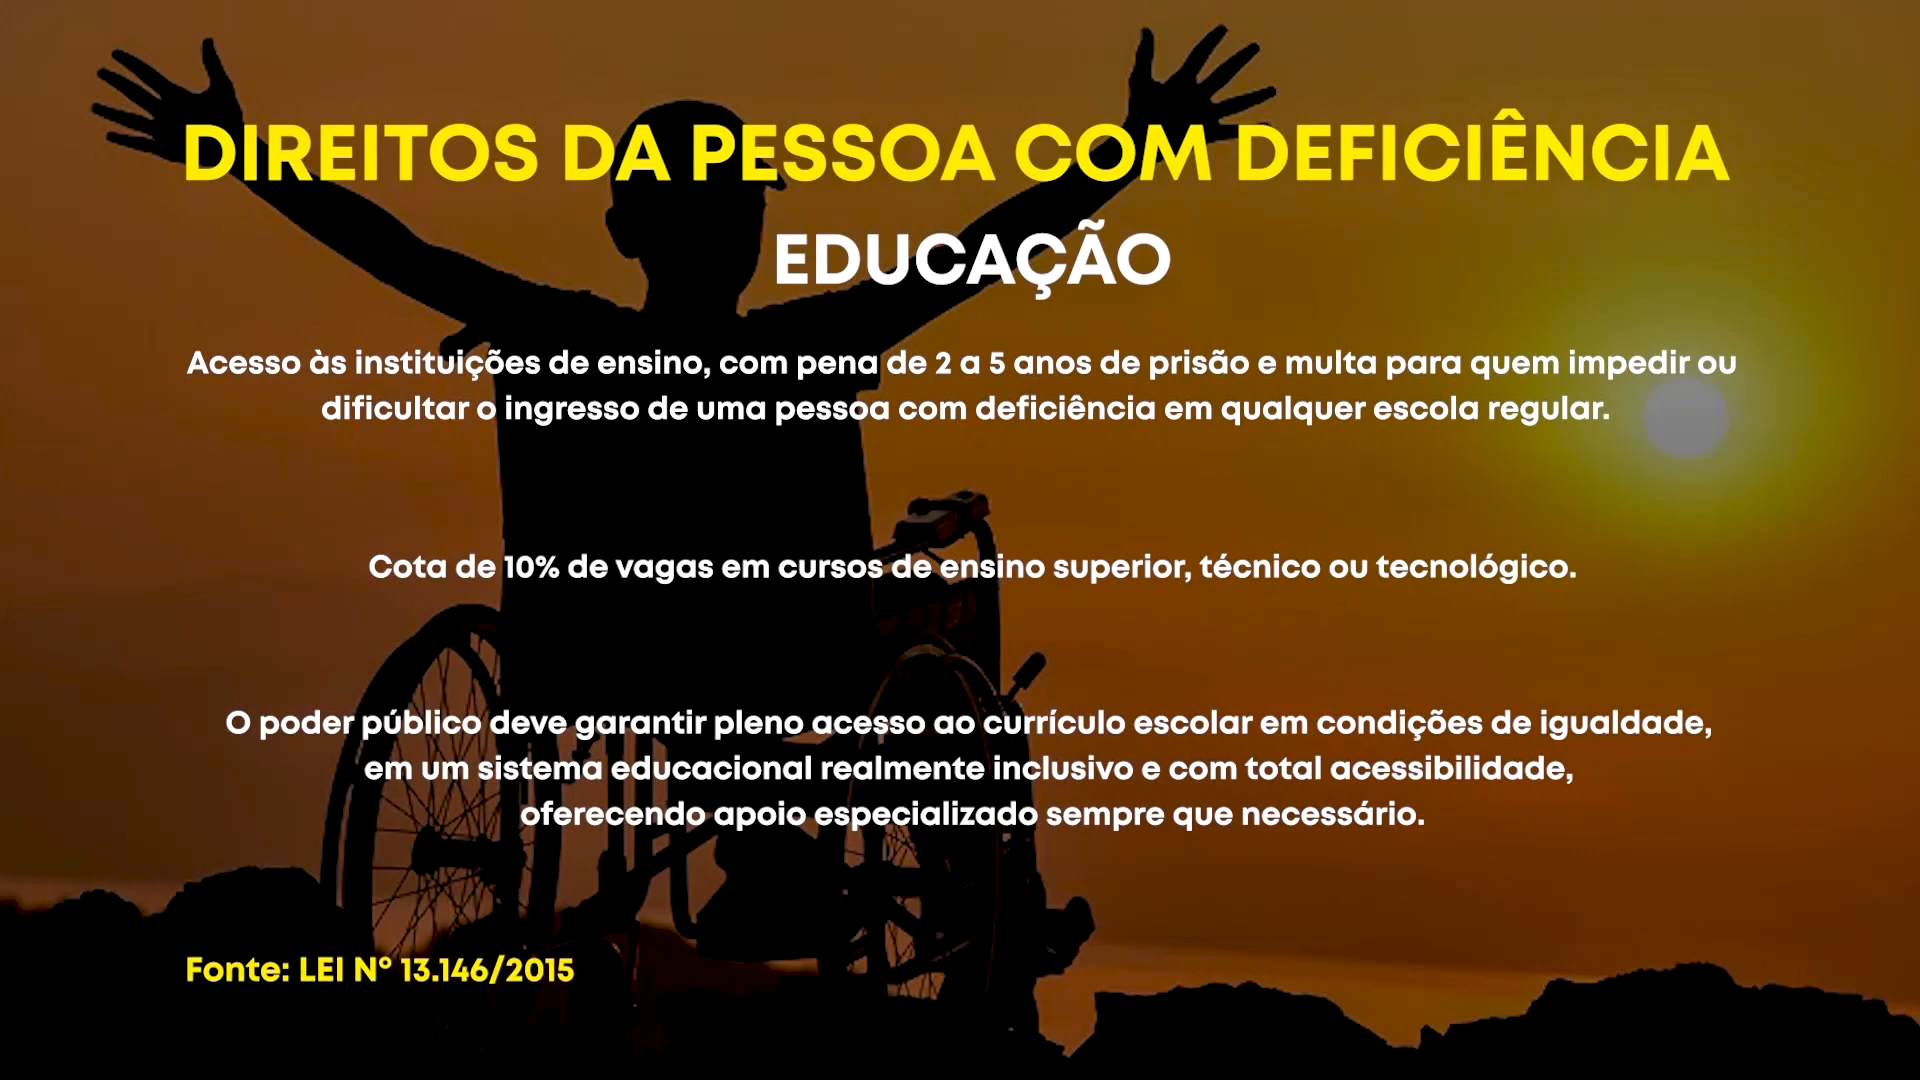 DIREITOS DA PESSOA COM DEFICIÊNCIA
EDUCAÇÃO
Acesso às instituições de ensino, com pena de 2 a 5 anos de prisão e multa para quem impedir ou
dificultar o ingresso de uma pessoa com deficiência em qualquer escola regular.
Cota de 10% de vagas em cursos de ensino superior, técnico ou tecnológico.
O poder público deve garantir pleno acesso ao currículo escolar em condições de igualdade,
em um sistema educacional realmente inclusivo e com total acessibilidade,
oferecendo apoio especializado sempre que necessário.
Fonte: LEI Nº 13.146/2015